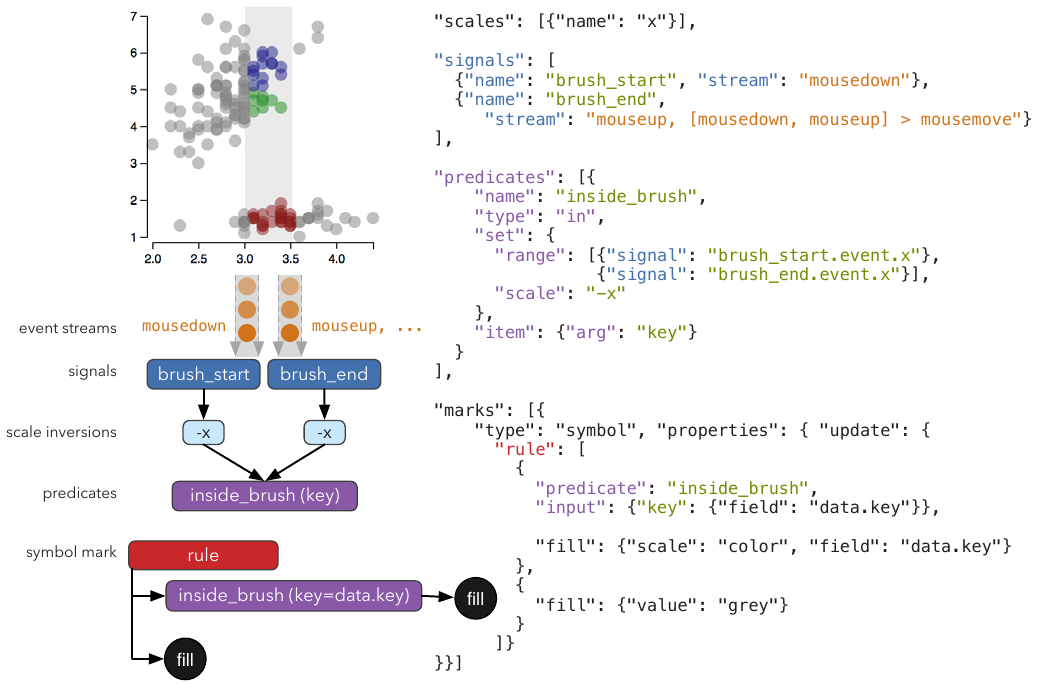 7
6
5
4
3
2
1
2.0 2.5 3.0 3.5 4.0
event streams
mousedown
mouseup, ...
signals
brush_start
brush_end
scale inversions
-x
-x
predicates
inside_brush (key)
symbol mark
rule
inside_brush (key=data.key)
fill
fill
"scales": [{"name": "x"}],
"signals": [
{"name": "brush_start", "stream": "mousedown"},
{"name": "brush_end",
"stream": "mouseup, [mousedown, mouseup] > mousemove"}
],
"predicates": [{
"name": "inside_brush",
"type": "in",
"set": {
"range": [{"signal": "brush_start.event.x"},
{"signal": "brush_end.event.x"}],
"scale": "-x"
},
"item": {"arg": "key"}
}
],
"marks": [{
"type": "symbol", "properties": { "update": {
"rule": [
{
"predicate": "inside_brush",
"input": {"key": {"field": "data.key"}},
"fill": {"scale": "color", "field": "data.key"}
},
{
"fill": {"value": "grey"}
}
]}
}}]